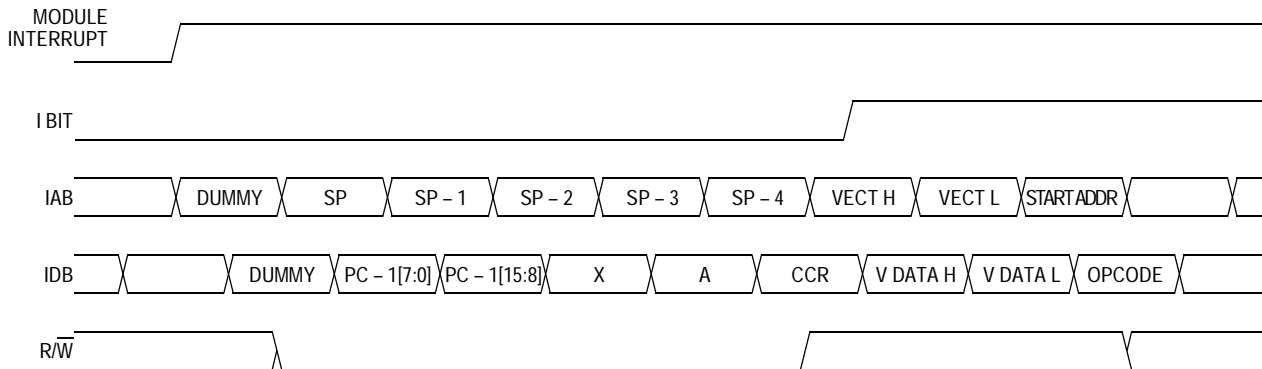 MODULE
INTERRUPT
I BIT
IAB DUMMY SP SP – 1 SP – 2 SP – 3 SP – 4 VECT H VECT L START ADDR
IDB DUMMY PC – 1[7:0] PC – 1[15:8] X A CCR V DATA H V DATA L OPCODE
R/W̅